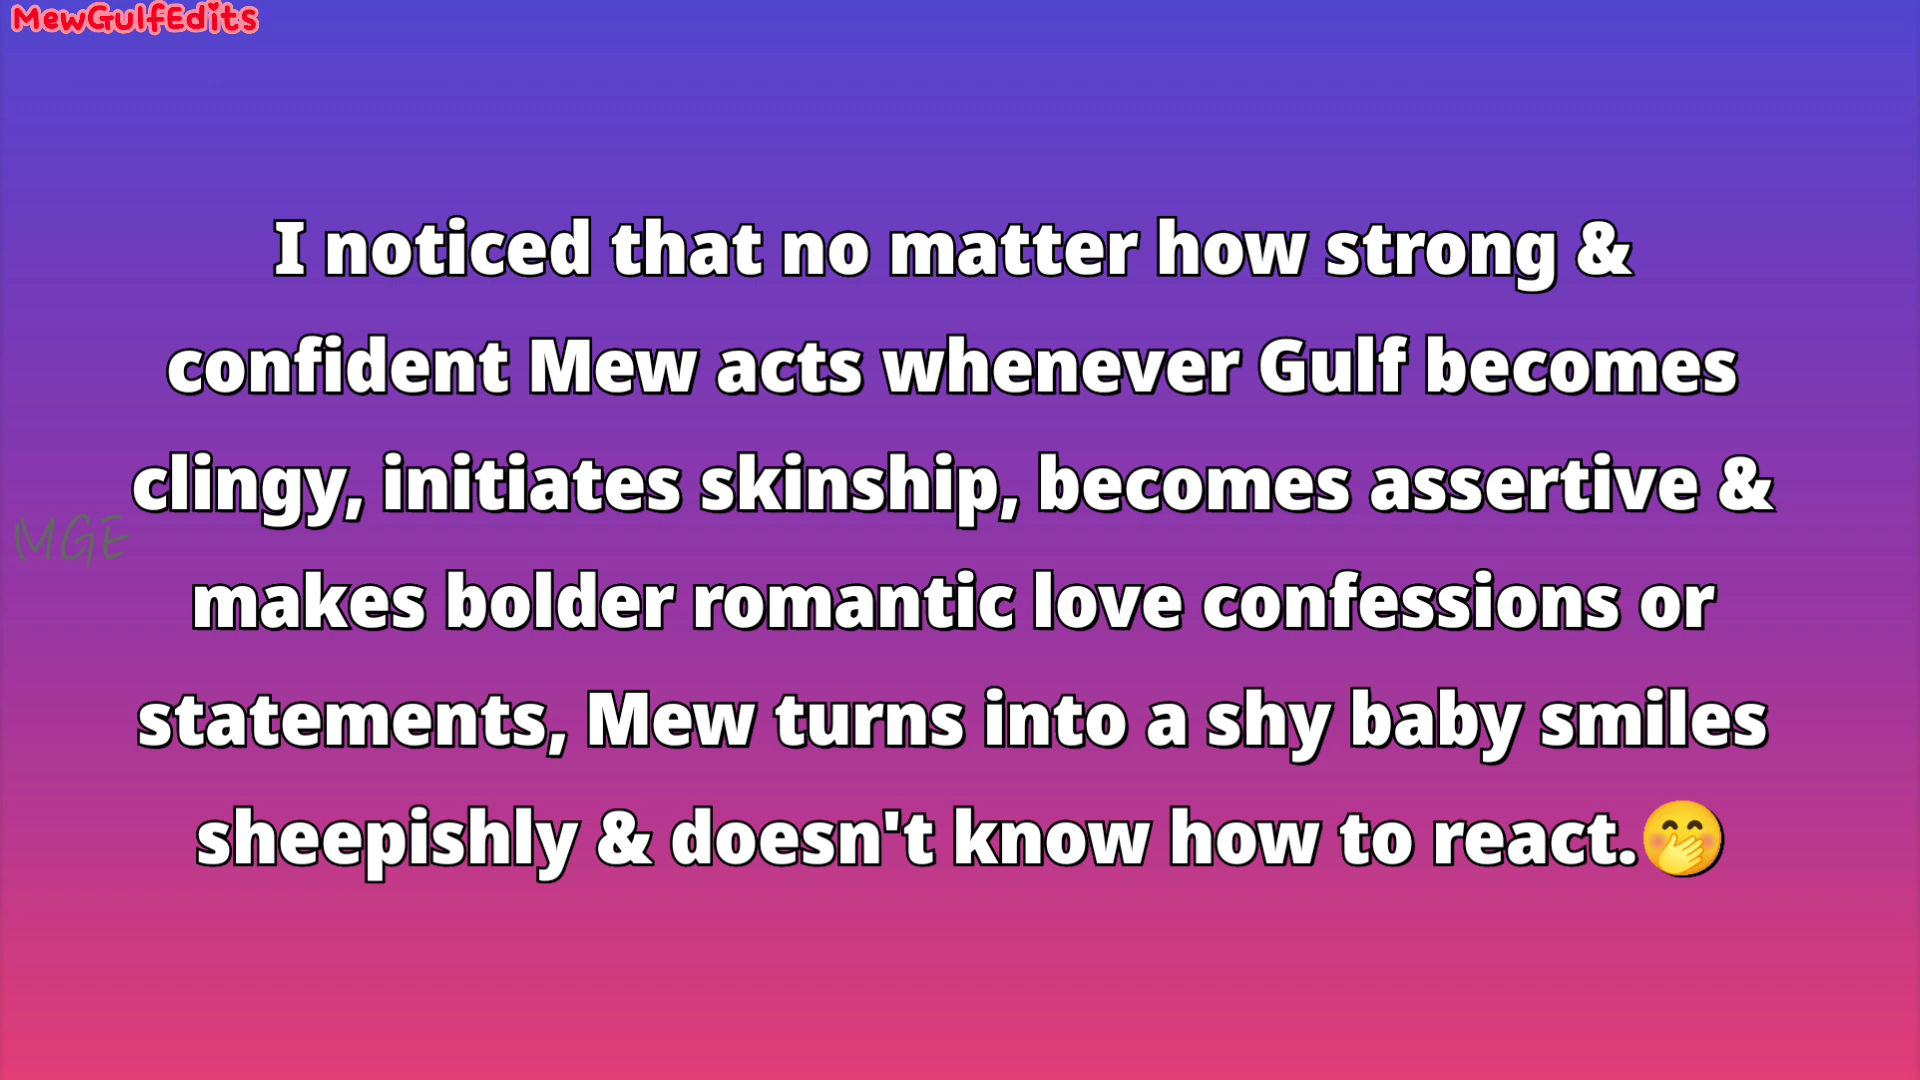 MewGulfEdits
I noticed that no matter how strong &
confident Mew acts whenever Gulf becomes
clingy, initiates skinship, becomes assertive &
MGE
makes bolder romantic love confessions or
statements, Mew turns into a shy baby smiles
sheepishly & doesn't know how to react.🤭